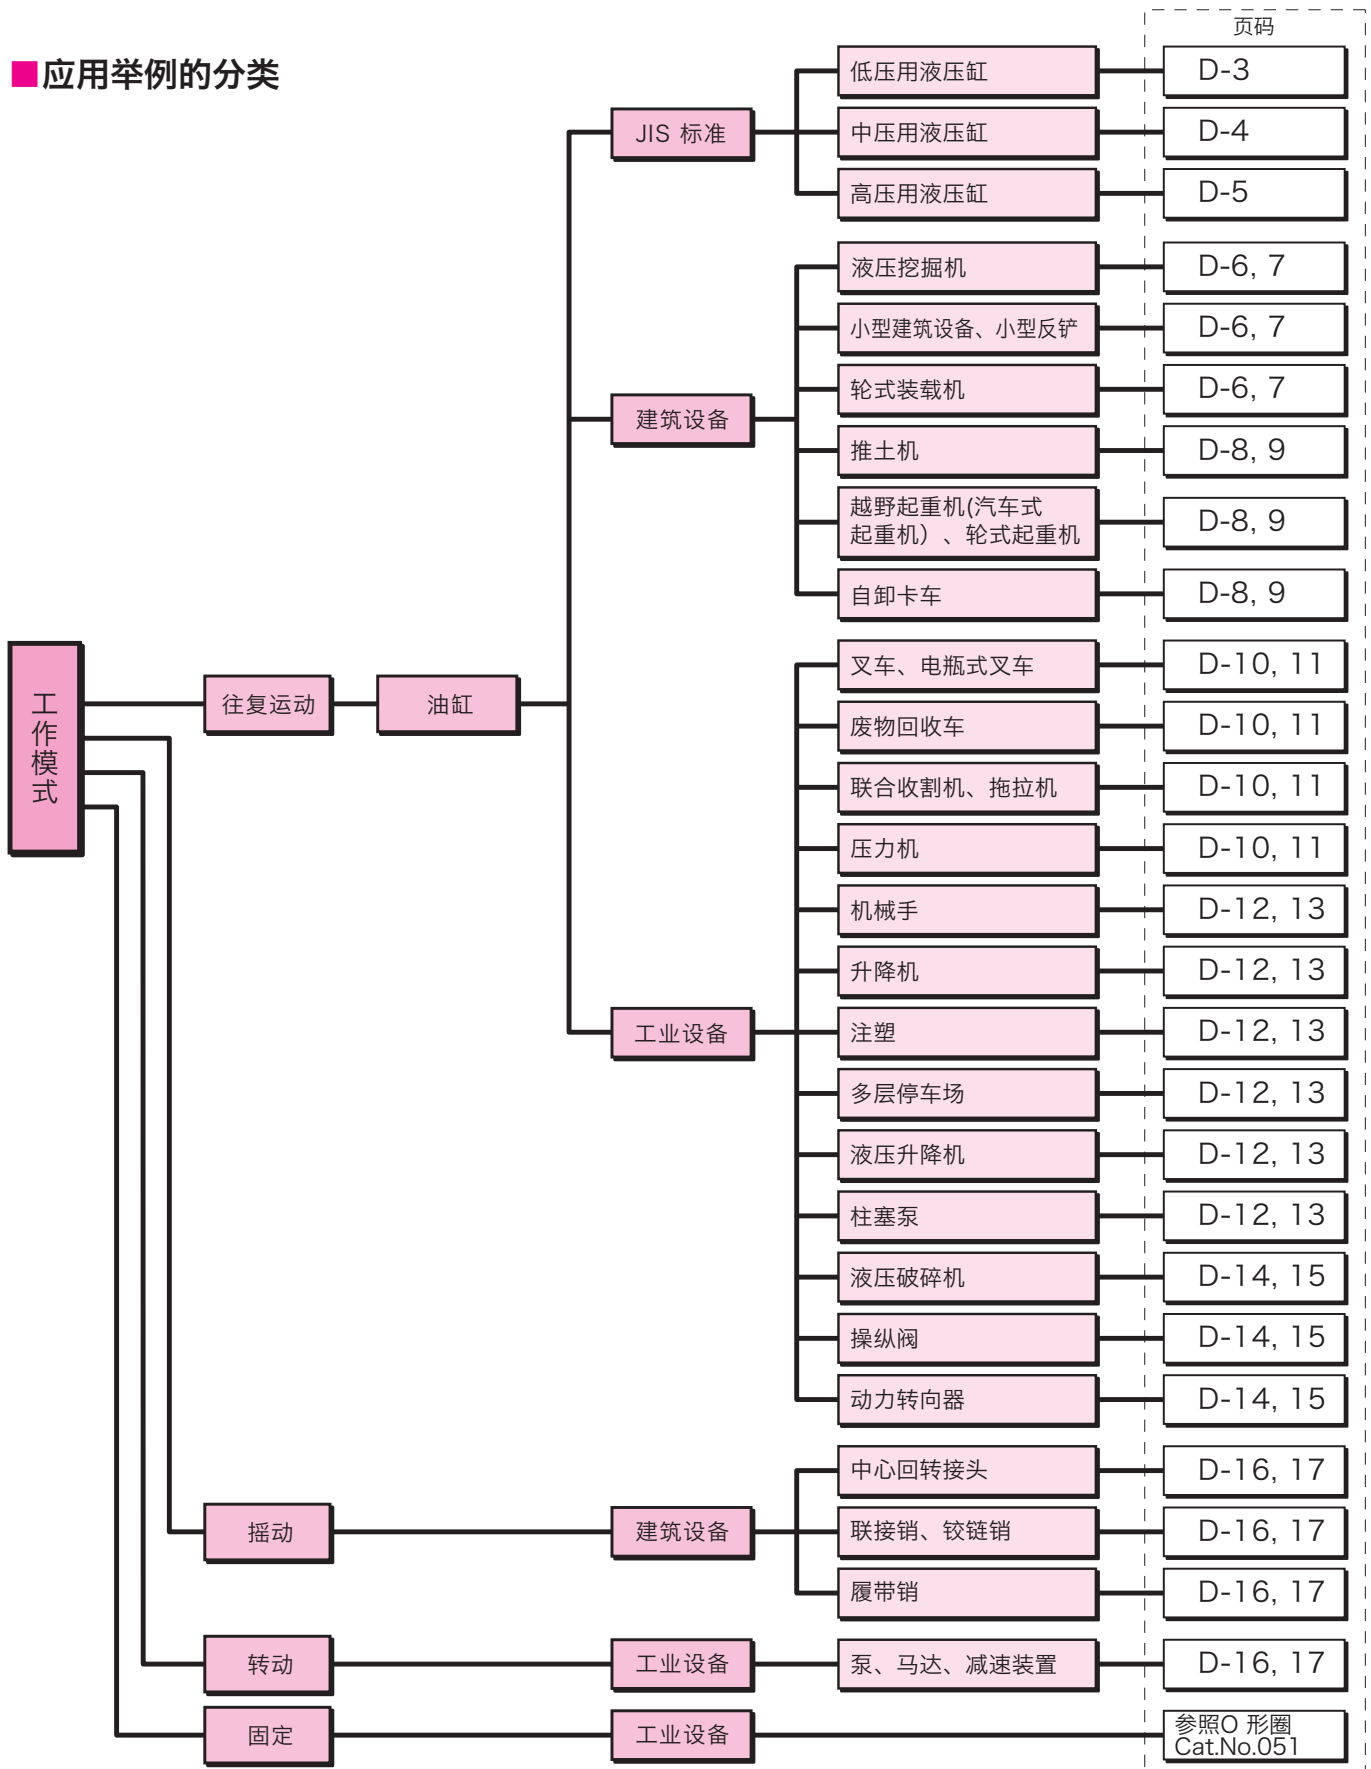 页码
■应用举例的分类
低压用液压缸
D-3
JIS 标准
中压用液压缸
D-4
高压用液压缸
D-5
液压挖掘机
D-6, 7
小型建筑设备、小型反铲
D-6, 7
轮式装载机
D-6, 7
建筑设备
推土机
D-8, 9
越野起重机(汽车式
起重机）、轮式起重机
D-8, 9
自卸卡车
D-8, 9
工作模式
往复运动
油缸
叉车、电瓶式叉车
D-10, 11
废物回收车
D-10, 11
联合收割机、拖拉机
D-10, 11
压力机
D-10, 11
机械手
D-12, 13
升降机
D-12, 13
工业设备
注塑
D-12, 13
多层停车场
D-12, 13
液压升降机
D-12, 13
柱塞泵
D-12, 13
液压破碎机
D-14, 15
操纵阀
D-14, 15
动力转向器
D-14, 15
中心回转接头
D-16, 17
摇动
建筑设备
联接销、铰链销
D-16, 17
履带销
D-16, 17
转动
工业设备
泵、马达、减速装置
D-16, 17
固定
工业设备
参照O 形圈
Cat.No.051